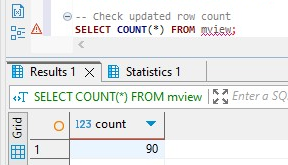 -- Check updated row count
SELECT COUNT(*) FROM mview;
Results 1
Statistics 1
SELECT COUNT(*) FROM mview
Enter a SQ
Grid
123 count
1
90